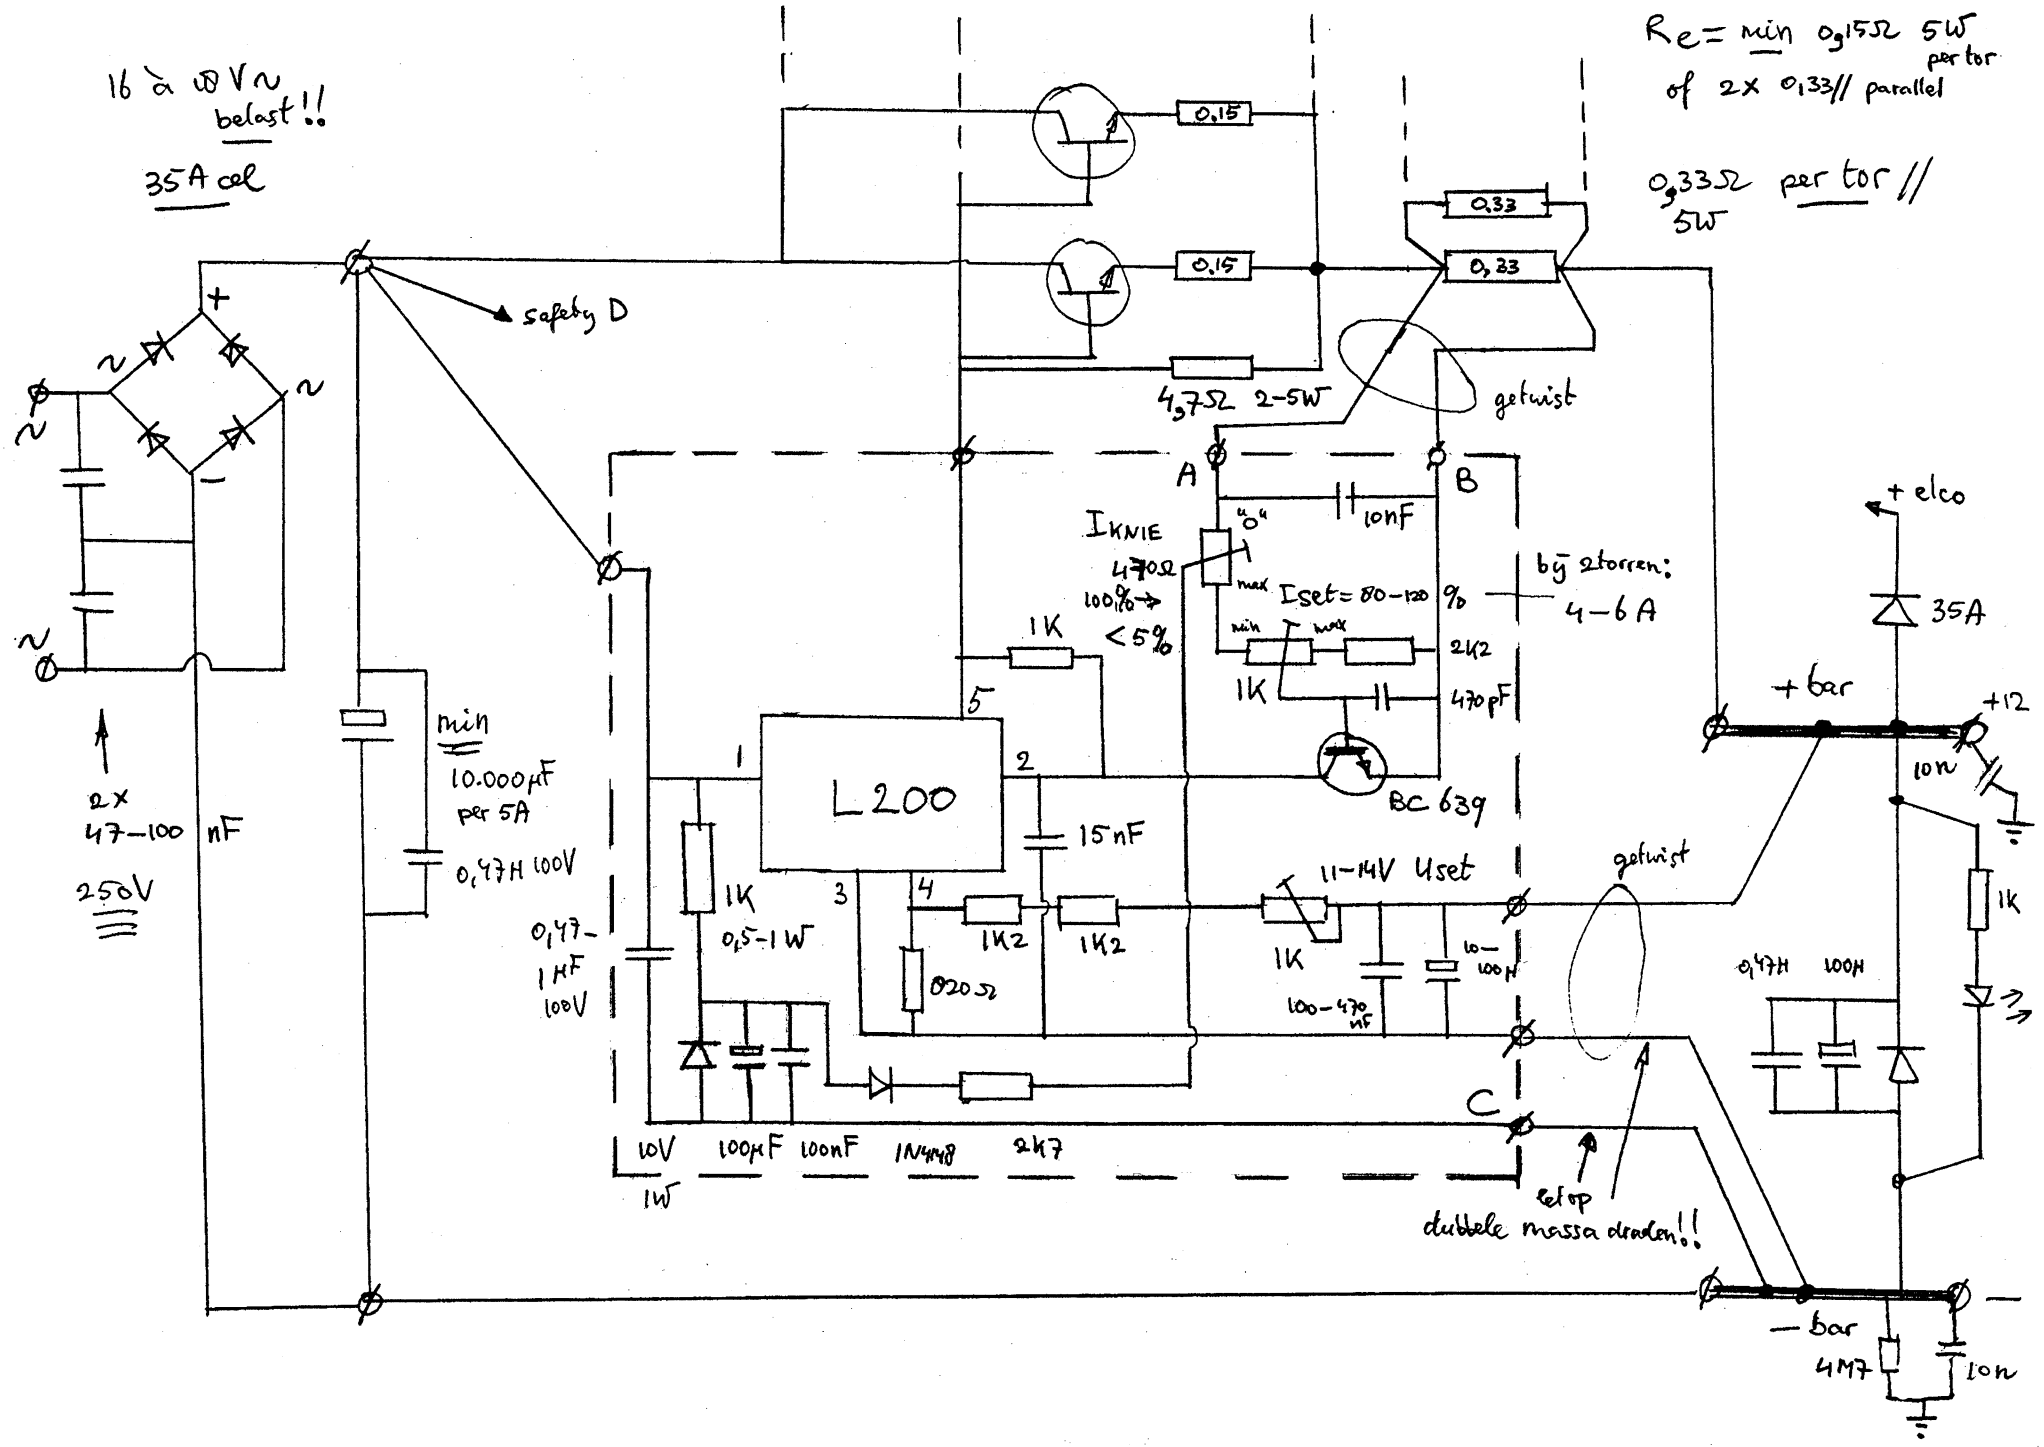 16 à 18 V ~
belast!!
35A cel
Re = min 0,15Ω 5W
per tor
of 2x 0,33// parallel
0,33Ω per tor //
5W
0.15
0.15
0.33
0,33
4,7Ω 2-5W
safety D
getwist
+
~
~
~
-
~
2x
47-100 nF
250V
min
10.000µF
per 5A
0,47µ 100V
A
B
10nF
IKNIE
"0"
470Ω
max
100% →
<5%
Iset = 80-120 %
bij 2 torren:
4-6 A
min
max
1K
2K2
1K
470pF
BC 639
5
1
2
3
4
L200
15nF
1K
0,5-1W
0,47-
1µF
100V
1K2
1K2
820Ω
11-14V Uset
1K
100-470
nF
10-
100µ
10V
1W
100µF
100nF
1N4148
2K7
C
getwist
let op
dubbele massa draden!!
+ elco
35A
+ bar
+12
10n
1K
0,47µ
100µ
- bar
-
4M7
10n